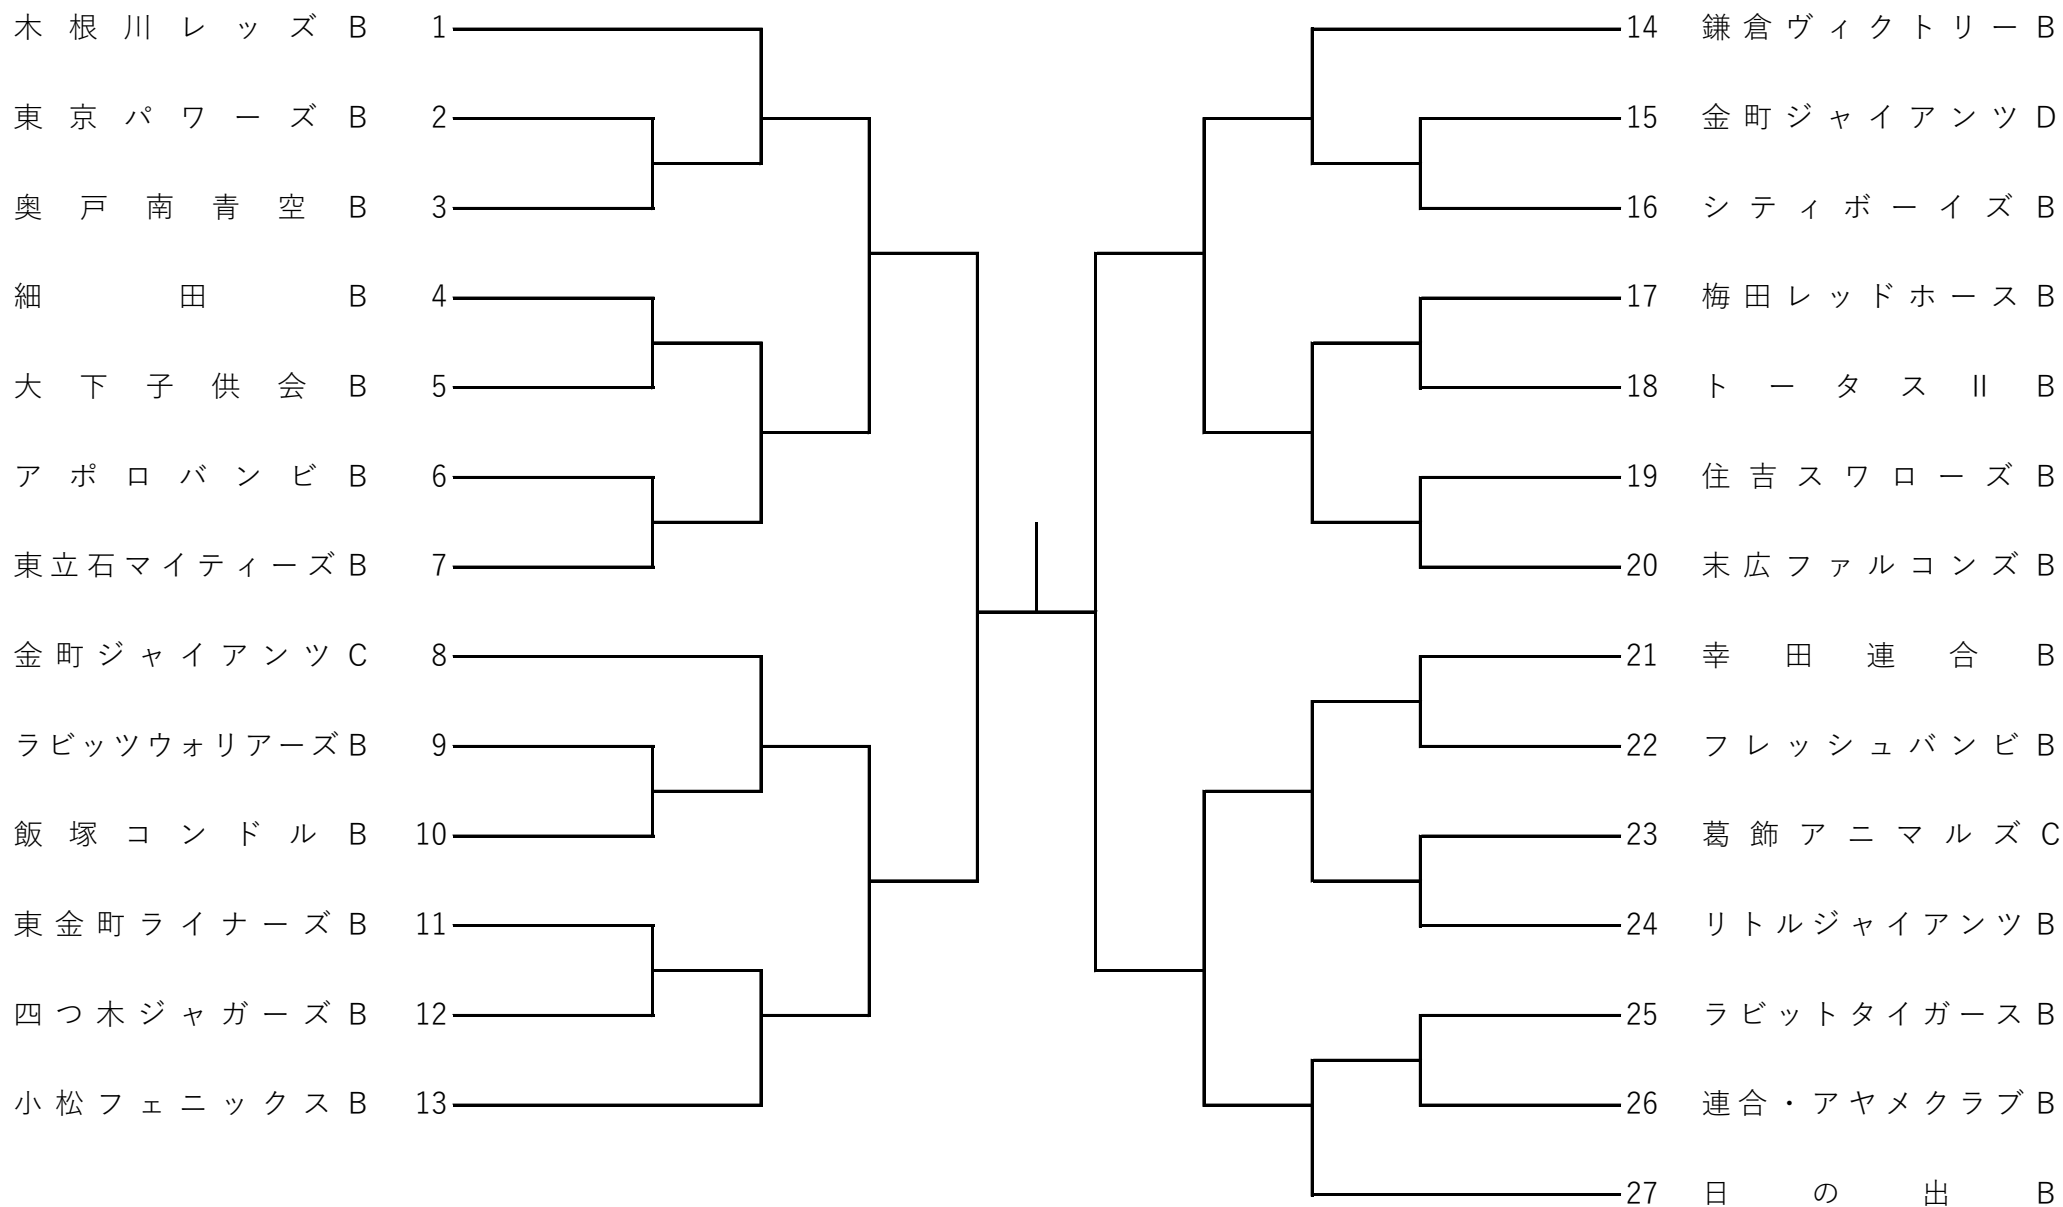 木根川レッズB 1
東京パワーズB 2
奥戸南青空B 3
細田B 4
大下子供会B 5
アポロバンビB 6
東立石マイティーズB 7
金町ジャイアンツC 8
ラビッツウォリアーズB 9
飯塚コンドルB 10
東金町ライナーズB 11
四つ木ジャガーズB 12
小松フェニックスB 13
14 鎌倉ヴィクトリーB
15 金町ジャイアンツD
16 シティボーイズB
17 梅田レッドホースB
18 トータスⅡB
19 住吉スワローズB
20 末広ファルコンズB
21 幸田連合B
22 フレッシュバンビB
23 葛飾アニマルズC
24 リトルジャイアンツB
25 ラビットタイガースB
26 連合・アヤメクラブB
27 日の出B